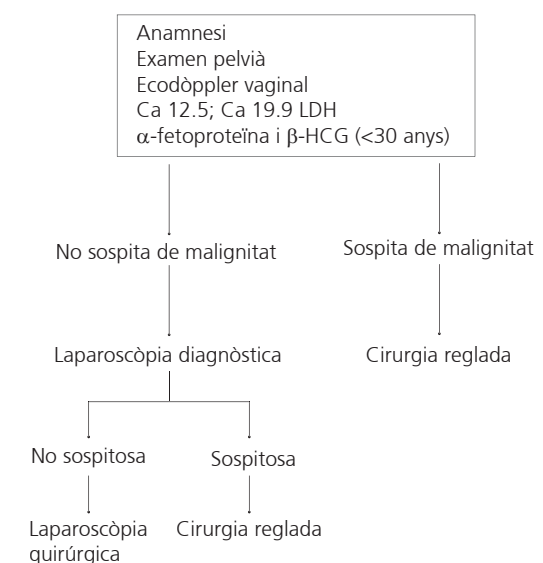 Anamnesi
Examen pelvià
Ecodòppler vaginal
Ca 12.5; Ca 19.9 LDH
α-fetoproteïna i β-HCG (<30 anys)
No sospita de malignitat
Sospita de malignitat
Laparoscòpia diagnòstica
Cirurgia reglada
No sospitosa
Sospitosa
Laparoscòpia
quirúrgica
Cirurgia reglada